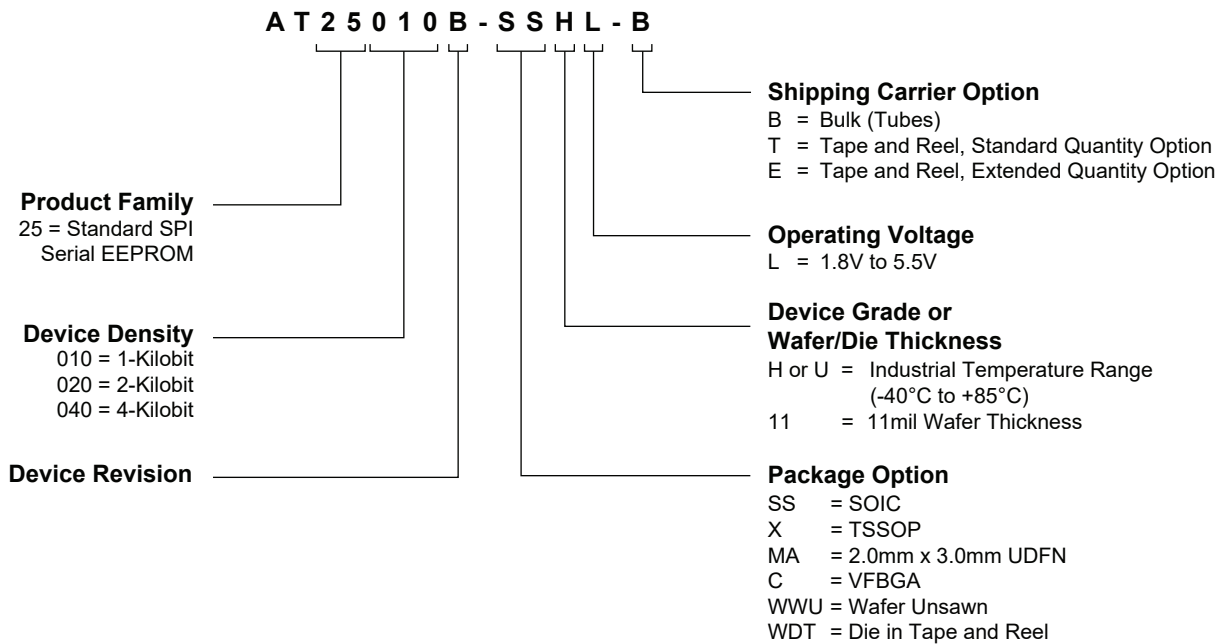 A T 2 5 0 1 0 B - S S H L - B
Product Family
25 = Standard SPI
Serial EEPROM
Device Density
010 = 1-Kilobit
020 = 2-Kilobit
040 = 4-Kilobit
Device Revision
Shipping Carrier Option
B = Bulk (Tubes)
T = Tape and Reel, Standard Quantity Option
E = Tape and Reel, Extended Quantity Option
Operating Voltage
L = 1.8V to 5.5V
Device Grade or
Wafer/Die Thickness
H or U = Industrial Temperature Range
(-40°C to +85°C)
11 = 11mil Wafer Thickness
Package Option
SS = SOIC
X = TSSOP
MA = 2.0mm x 3.0mm UDFN
C = VFBGA
WWU = Wafer Unsawn
WDT = Die in Tape and Reel